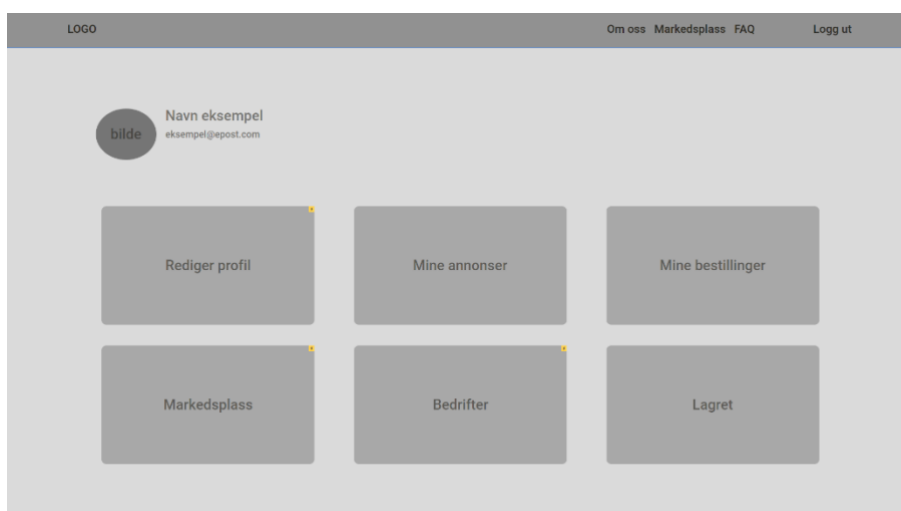 LOGO
Om oss Markedsplass FAQ Logg ut
Navn eksempel
bilde
eksempel@epost.com
Rediger profil
Mine annonser
Mine bestillinger
Markedsplass
Bedrifter
Lagret